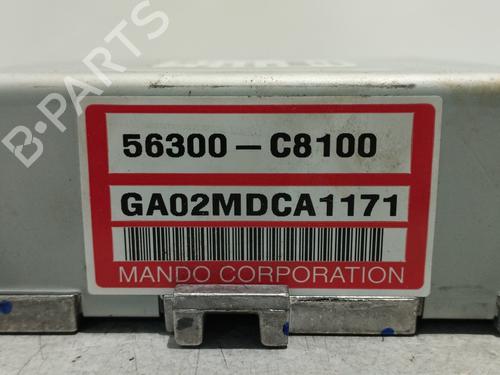 B-PARTS
56300-C8100
GA02MDCA1171
MANDO CORPORATION